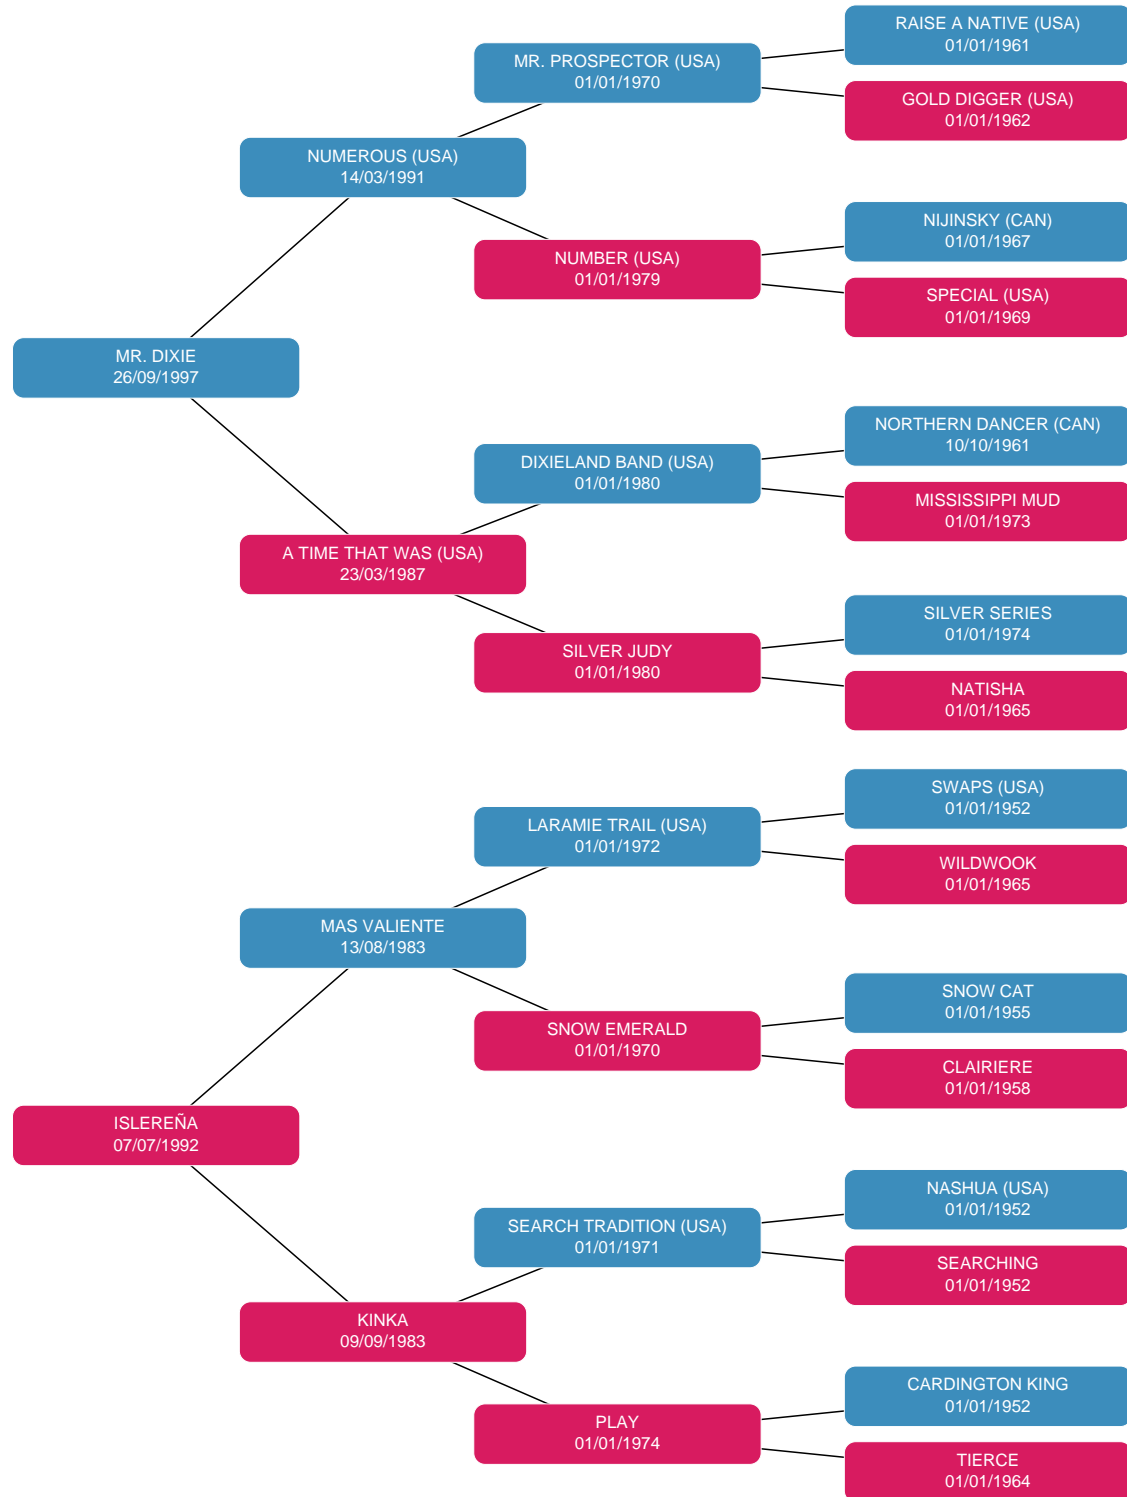 RAISE A NATIVE (USA)
01/01/1961
MR. PROSPECTOR (USA)
01/01/1970
GOLD DIGGER (USA)
01/01/1962
NUMEROUS (USA)
14/03/1991
NIJINSKY (CAN)
01/01/1967
NUMBER (USA)
01/01/1979
SPECIAL (USA)
01/01/1969
MR. DIXIE
26/09/1997
NORTHERN DANCER (CAN)
10/10/1961
DIXIELAND BAND (USA)
01/01/1980
MISSISSIPPI MUD
01/01/1973
A TIME THAT WAS (USA)
23/03/1987
SILVER SERIES
01/01/1974
SILVER JUDY
01/01/1980
NATISHA
01/01/1965
SWAPS (USA)
01/01/1952
LARAMIE TRAIL (USA)
01/01/1972
WILDWOOK
01/01/1965
MAS VALIENTE
13/08/1983
SNOW CAT
01/01/1955
SNOW EMERALD
01/01/1970
CLAIRIERE
01/01/1958
ISLEREÑA
07/07/1992
NASHUA (USA)
01/01/1952
SEARCH TRADITION (USA)
01/01/1971
SEARCHING
01/01/1952
KINKA
09/09/1983
CARDINGTON KING
01/01/1952
PLAY
01/01/1974
TIERCE
01/01/1964